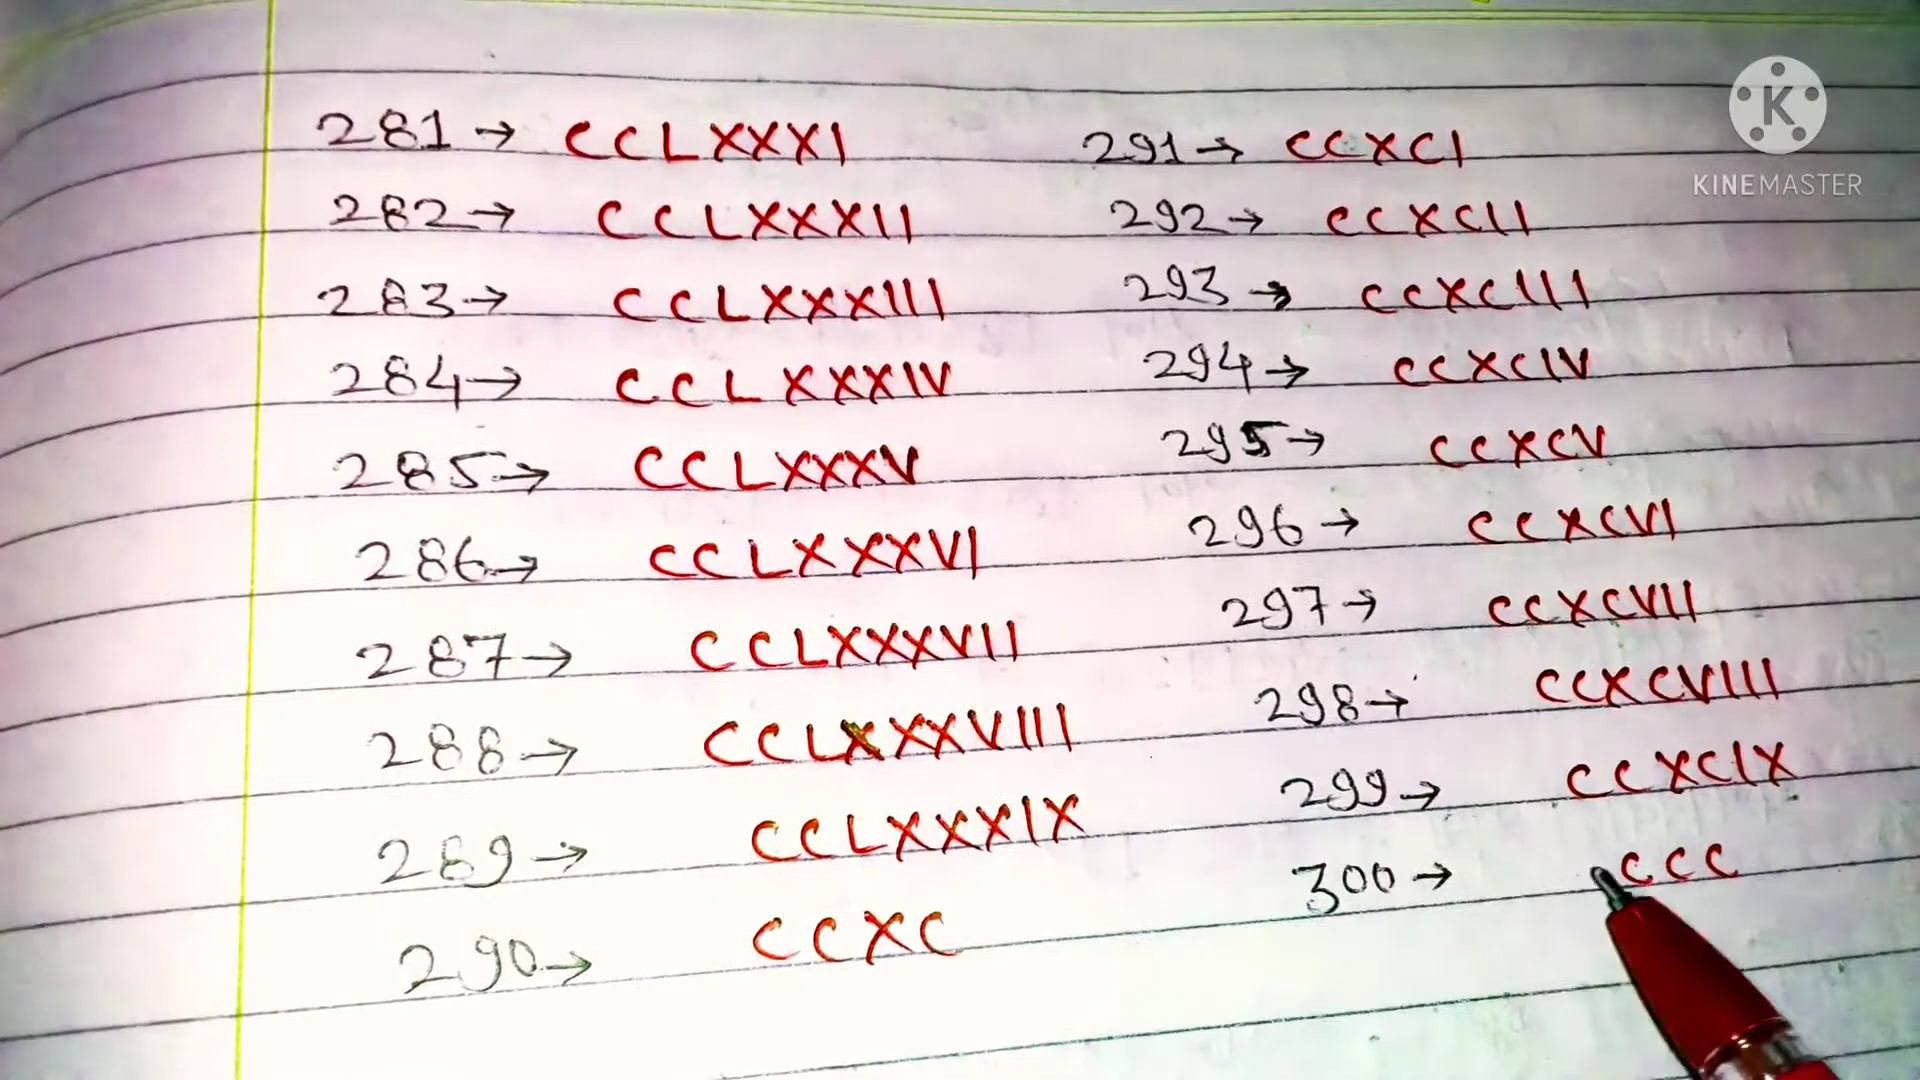 281 → CCLXXXI
282 → CCLXXXII
283 → CCLXXXIII
284 → CCLXXXIV
285 → CCLXXXV
286 → CCLXXXVI
287 → CCLXXXVII
288 → CCLXXXVIII
289 → CCLXXXIX
290 → CCXC
291 → CCXCI
292 → CCXCII
293 → CCXCIII
294 → CCXCIV
295 → CCXCV
296 → CCXCVI
297 → CCXCVII
298 → CCXCVIII
299 → CCXCIX
300 → CCC
K
KINEMASTER